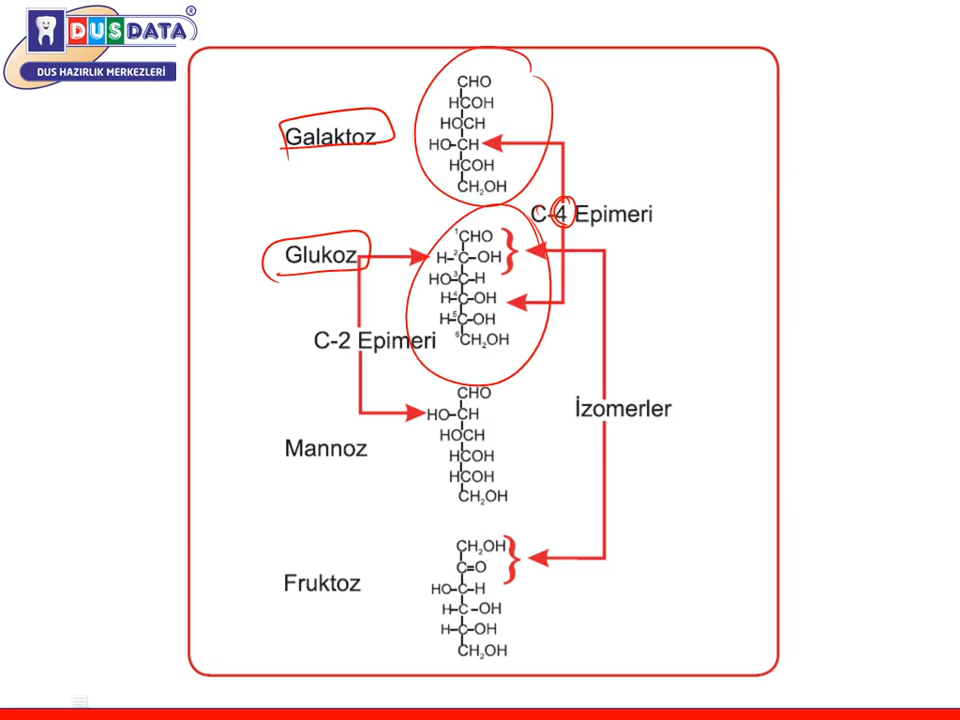 DUSDATA®
DUS HAZIRLIK MERKEZLERİ
Galaktoz
CHO
HCOH
HOCH
HO-CH
HCOH
CH₂OH
C-4 Epimeri
Glukoz
¹CHO
H-²C-OH
HO-³C-H
H-⁴C-OH
H-⁵C-OH
⁶CH₂OH
C-2 Epimeri
İzomerler
Mannoz
CHO
HO-CH
HOCH
HCOH
HCOH
CH₂OH
Fruktoz
CH₂OH
C=O
HO-C-H
H-C-OH
H-C-OH
CH₂OH